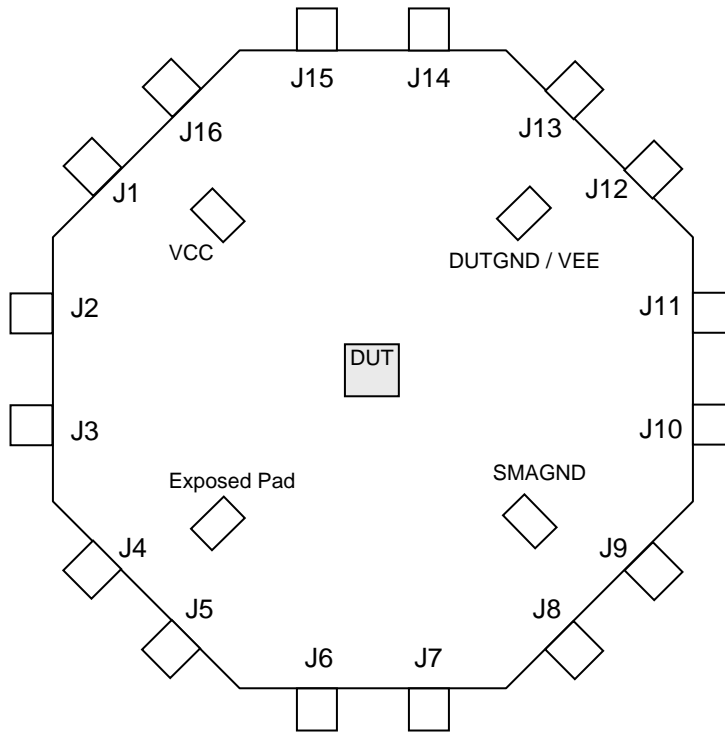 J15
J14
J16
J13
J1
J12
VCC
DUTGND / VEE
J2
J11
DUT
J3
J10
Exposed Pad
SMAGND
J4
J9
J5
J8
J6
J7